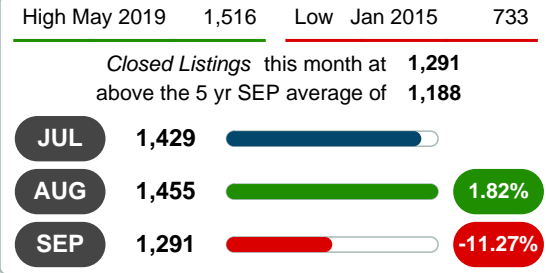 High May 2019 1,516 Low Jan 2015 733
Closed Listings this month at 1,291
above the 5 yr SEP average of 1,188
JUL 1,429
AUG 1,455 1.82%
SEP 1,291 -11.27%